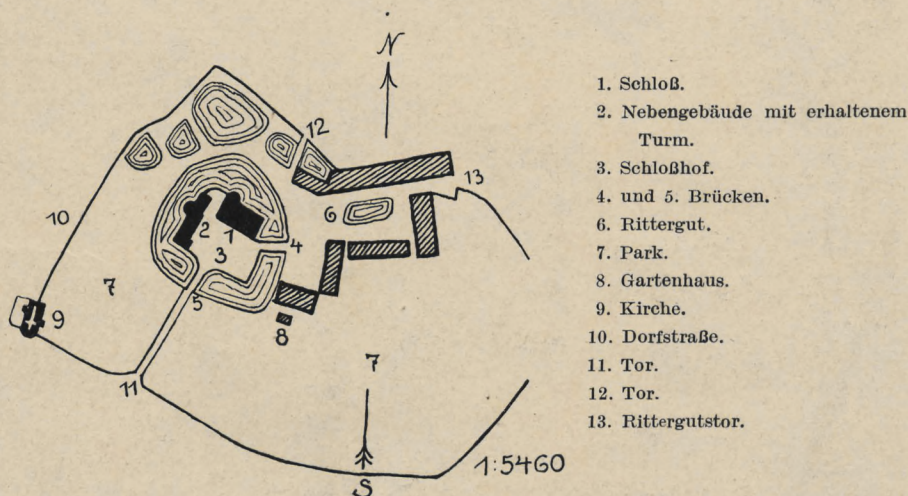 N
12
13
10
6
2
1
4
3
7
5
9
8
11
7
1:5460
S
1. Schloß.
2. Nebengebäude mit erhaltenem
Turm.
3. Schloßhof.
4. und 5. Brücken.
6. Rittergut.
7. Park.
8. Gartenhaus.
9. Kirche.
10. Dorfstraße.
11. Tor.
12. Tor.
13. Rittergutstor.